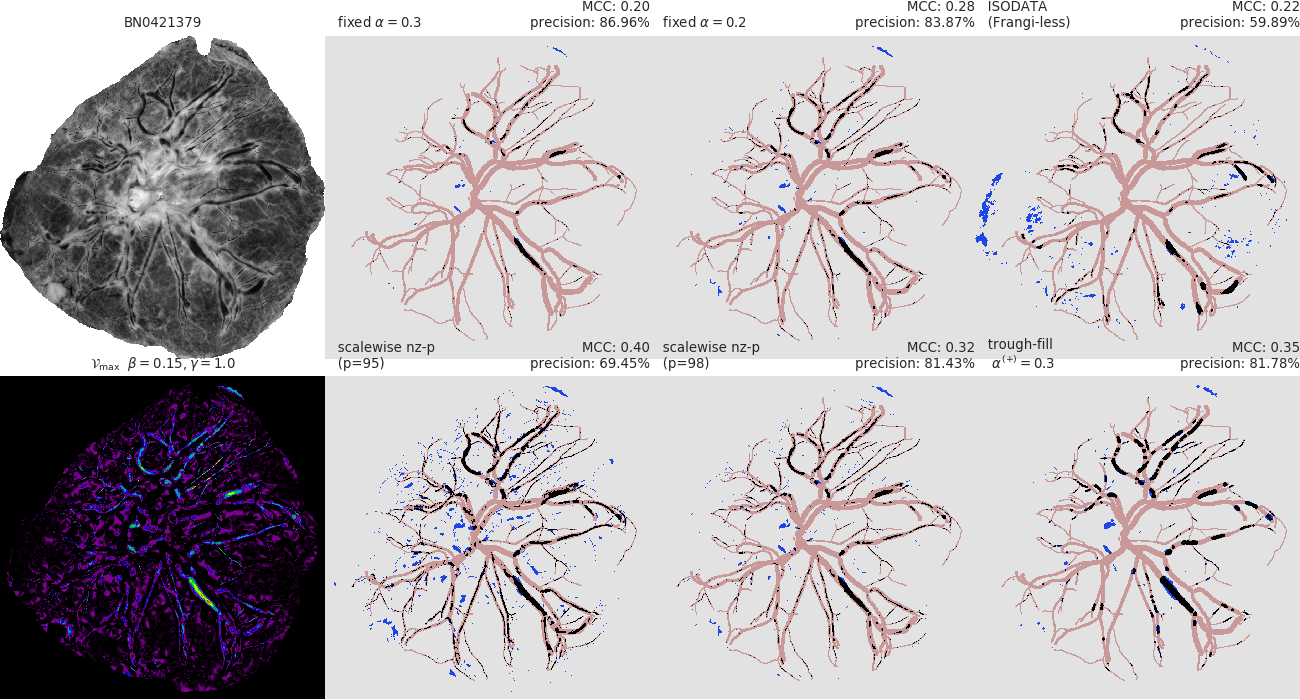 BN0421379
fixed α = 0.3
MCC: 0.20
precision: 86.96%
fixed α = 0.2
MCC: 0.28
precision: 83.87%
ISODATA
(Frangi-less)
MCC: 0.22
precision: 59.89%
𝒱max β = 0.15, γ = 1.0
scalewise nz-p
(p=95)
MCC: 0.40
precision: 69.45%
scalewise nz-p
(p=98)
MCC: 0.32
precision: 81.43%
trough-fill
α(+) = 0.3
MCC: 0.35
precision: 81.78%